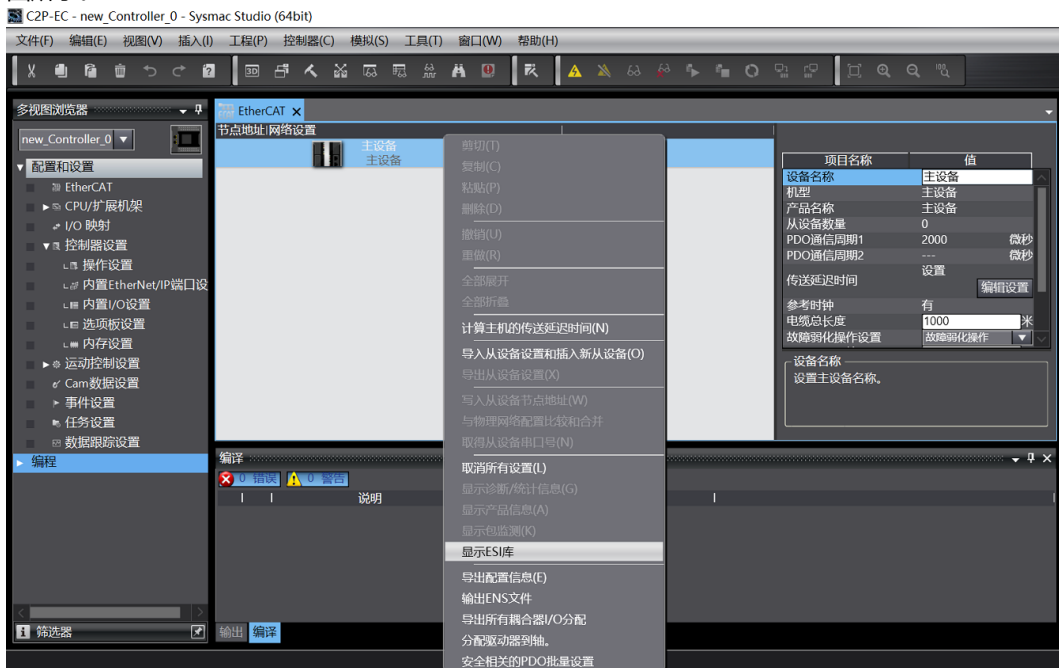 C2P-EC - new_Controller_0 - Sysmac Studio (64bit)
文件(F) 编辑(E) 视图(V) 插入(I) 工程(P) 控制器(C) 模拟(S) 工具(T) 窗口(W) 帮助(H)
多视图浏览器
new_Controller_0
配置和设置
EtherCAT
CPU/扩展机架
I/O 映射
控制器设置
操作设置
内置EtherNet/IP端口设
内置I/O设置
选项板设置
内存设置
运动控制设置
Cam数据设置
事件设置
任务设置
数据跟踪设置
编程
筛选器
EtherCAT
节点地址|网络设置
主设备
主设备
剪切(T)
复制(C)
粘贴(P)
删除(D)
撤销(U)
重做(R)
全部展开
全部折叠
计算主机的传送延迟时间(N)
导入从设备设置和插入新从设备(O)
导出从设备设置(X)
写入从设备节点地址(W)
与物理网络配置比较和合并
取得从设备串口号(N)
取消所有设置(L)
显示诊断/统计信息(G)
显示产品信息(A)
显示包监测(K)
显示ESI库
导出配置信息(E)
输出ENS文件
导出所有耦合器I/O分配
分配驱动器到轴。
安全相关的PDO批量设置
项目名称 值
设备名称 主设备
机型 主设备
产品名称 主设备
从设备数量 0
PDO通信周期1 2000 微秒
PDO通信周期2 --- 微秒
传送延迟时间 设置
编辑设置
参考时钟 有
电缆总长度 1000 米
故障弱化操作设置 故障弱化操作
设备名称
设置主设备名称。
编译
0 错误 0 警告
说明
输出 编译